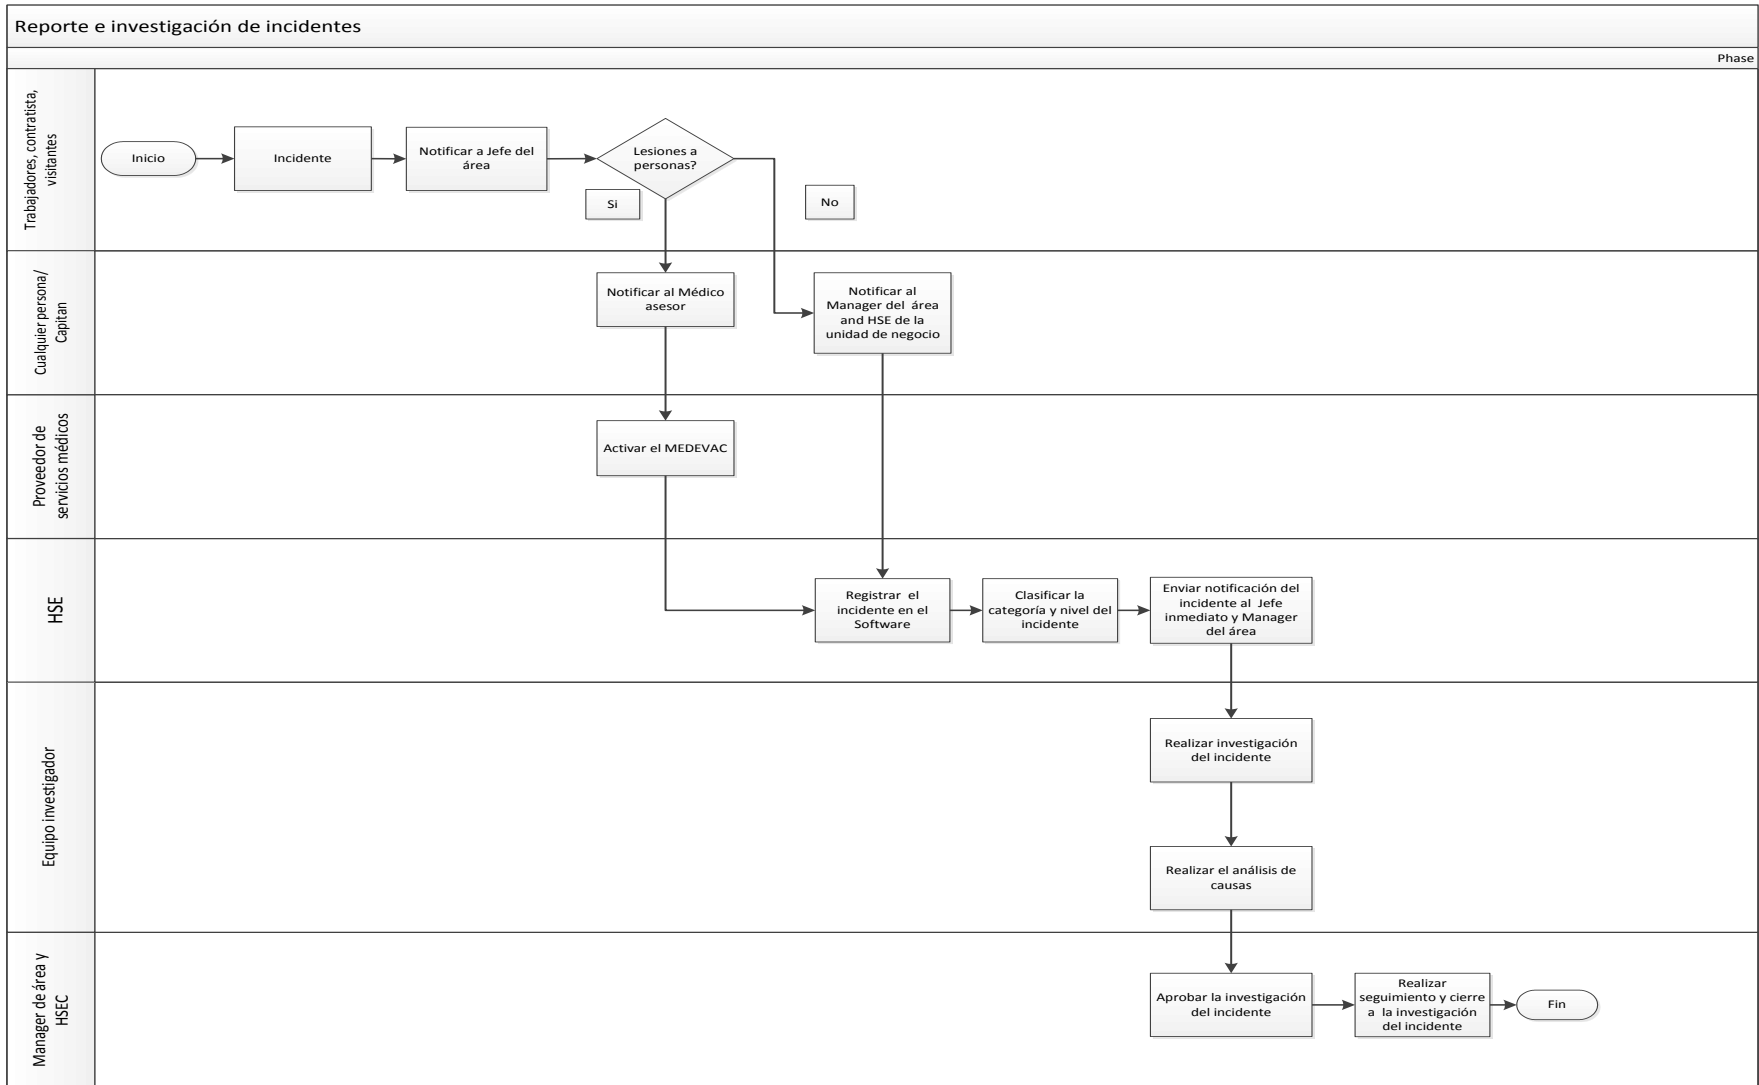 Reporte e investigación de incidentes
Phase
Trabajadores, contratista,
visitantes
Inicio
Incidente
Notificar a Jefe del
área
Lesiones a
personas?
Si
No
Cualquier persona/
Capitan
Notificar al Médico
asesor
Notificar al
Manager del área
and HSE de la
unidad de negocio
Proveedor de
servicios médicos
Activar el MEDEVAC
HSE
Registrar el
incidente en el
Software
Clasificar la
categoría y nivel del
incidente
Enviar notificación del
incidente al Jefe
inmediato y Manager
del área
Equipo investigador
Realizar investigación
del incidente
Realizar el análisis de
causas
Manager de área y
HSEC
Aprobar la investigación
del incidente
Realizar
seguimiento y cierre
a la investigación
del incidente
Fin